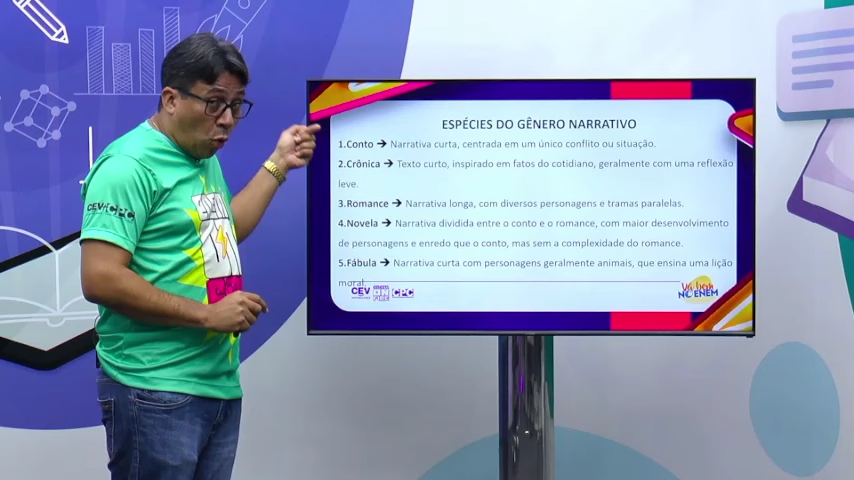 ESPÉCIES DO GÊNERO NARRATIVO
1.Conto → Narrativa curta, centrada em um único conflito ou situação.
2.Crônica → Texto curto, inspirado em fatos do cotidiano, geralmente com uma reflexão
leve.
3.Romance → Narrativa longa, com diversos personagens e tramas paralelas.
4.Novela → Narrativa dividida entre o conto e o romance, com maior desenvolvimento
de personagens e enredo que o conto, mas sem a complexidade do romance.
5.Fábula → Narrativa curta com personagens geralmente animais, que ensina uma lição
moral.
CEV
CPC
Vá bem
NO ENEM
CEV CPC